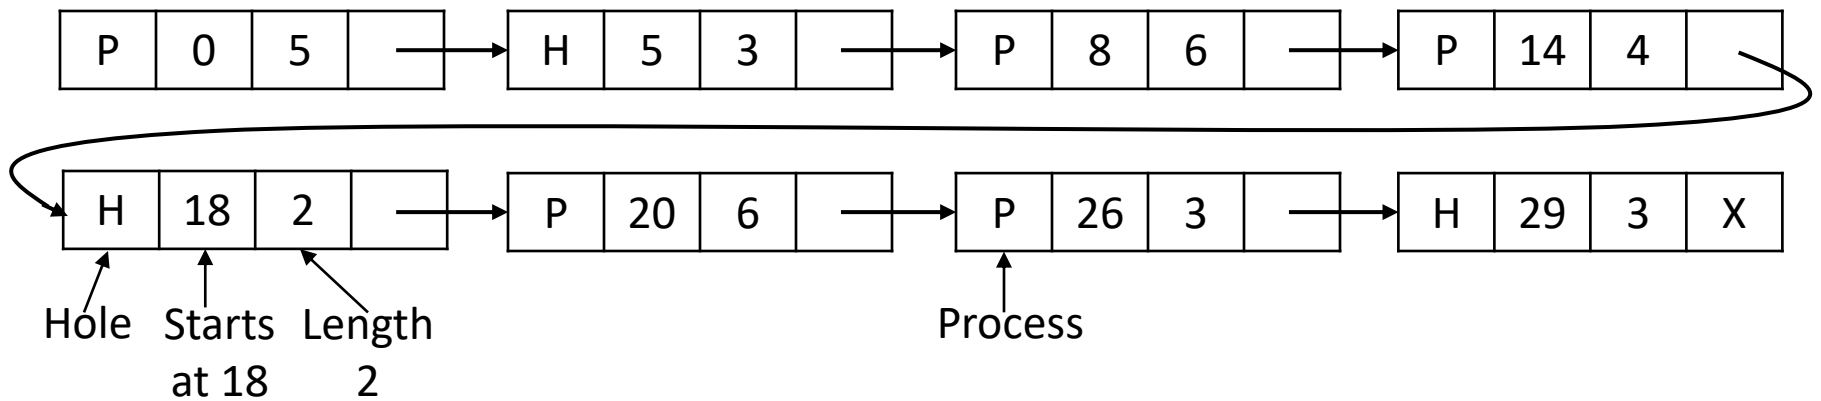 P 0 5 H 5 3 P 8 6 P 14 4
H 18 2 P 20 6 P 26 3 H 29 3 X
Hole Starts Length Process
at 18 2